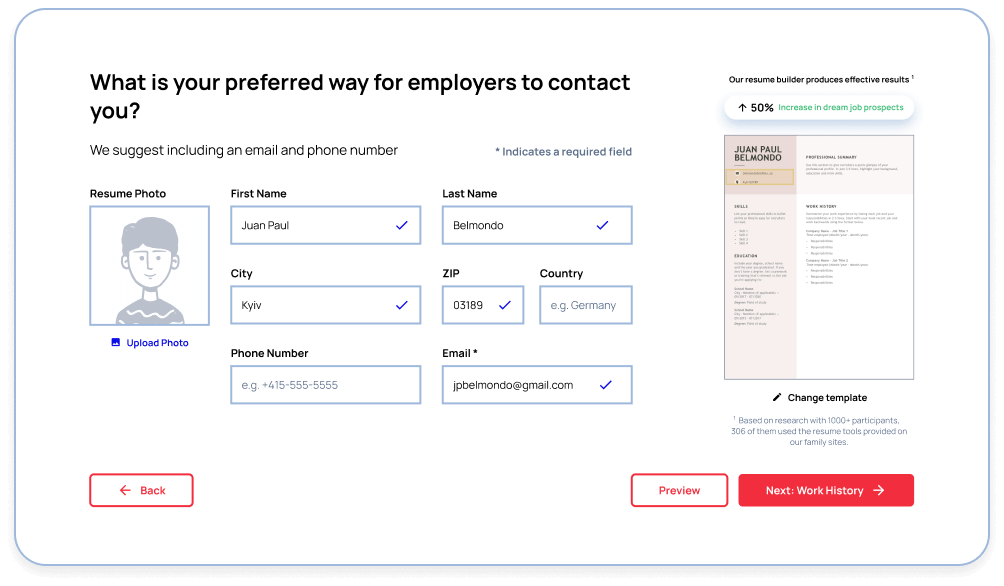 What is your preferred way for employers to contact
you?
We suggest including an email and phone number
* Indicates a required field
Resume Photo
Upload Photo
First Name
Juan Paul
Last Name
Belmondo
City
Kyiv
ZIP
03189
Country
e.g. Germany
Phone Number
e.g. +415-555-5555
Email *
jpbelmondo@gmail.com
Our resume builder produces effective results 1
50% Increase in dream job prospects
JUAN PAUL
BELMONDO
PROFESSIONAL SUMMARY
SKILLS
WORK HISTORY
EDUCATION
Change template
1 Based on research with 1000+ participants,
306 of them used the resume tools provided on
our family sites.
Back
Preview
Next: Work History